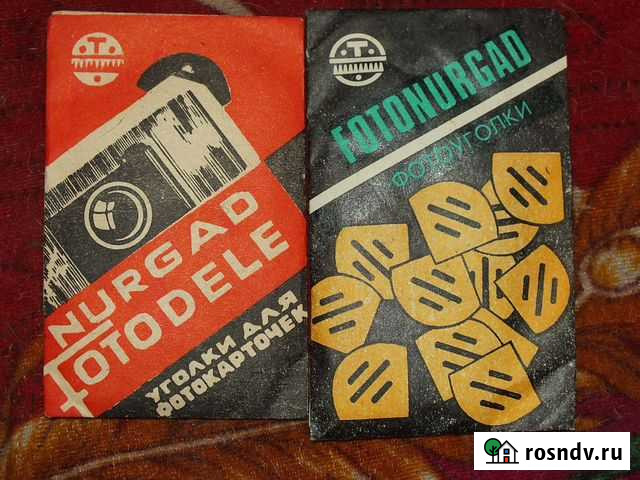 T
NURGAD
FOTODELE
УГОЛКИ ДЛЯ
ФОТОКАРТОЧЕК
T
FOTONURGAD
ФОТОУГОЛКИ
rosndv.ru